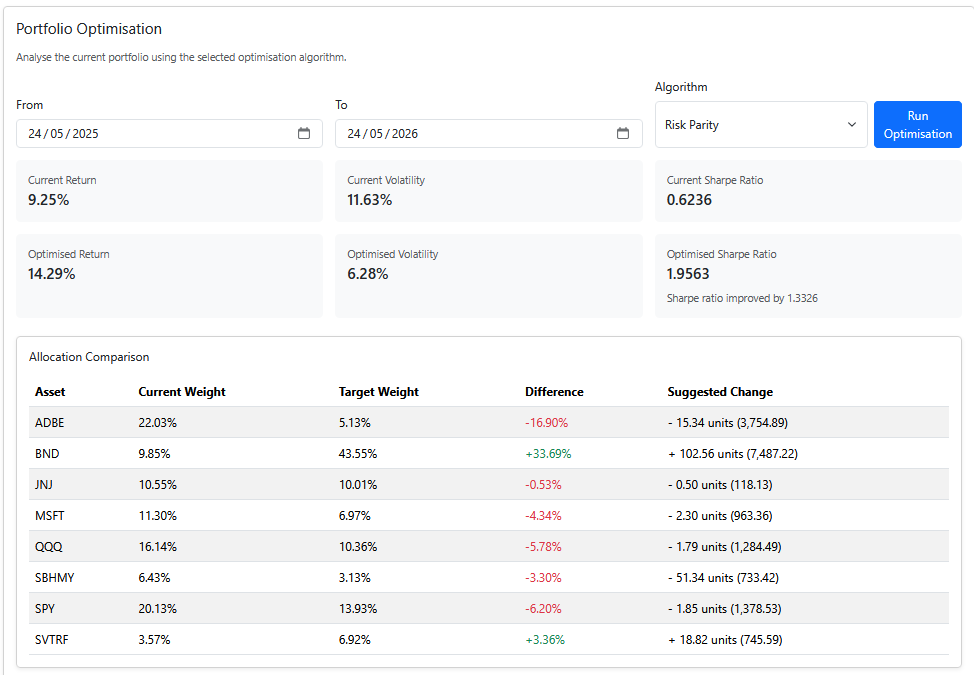 Portfolio Optimisation
Analyse the current portfolio using the selected optimisation algorithm.
From
To
Algorithm
24/05/2025
24/05/2026
Risk Parity
Run
Optimisation
Current Return
9.25%
Current Volatility
11.63%
Current Sharpe Ratio
0.6236
Optimised Return
14.29%
Optimised Volatility
6.28%
Optimised Sharpe Ratio
1.9563
Sharpe ratio improved by 1.3326
Allocation Comparison
Asset Current Weight Target Weight Difference Suggested Change
ADBE 22.03% 5.13% -16.90% - 15.34 units (3,754.89)
BND 9.85% 43.55% +33.69% + 102.56 units (7,487.22)
JNJ 10.55% 10.01% -0.53% - 0.50 units (118.13)
MSFT 11.30% 6.97% -4.34% - 2.30 units (963.36)
QQQ 16.14% 10.36% -5.78% - 1.79 units (1,284.49)
SBHMY 6.43% 3.13% -3.30% - 51.34 units (733.42)
SPY 20.13% 13.93% -6.20% - 1.85 units (1,378.53)
SVTRF 3.57% 6.92% +3.36% + 18.82 units (745.59)